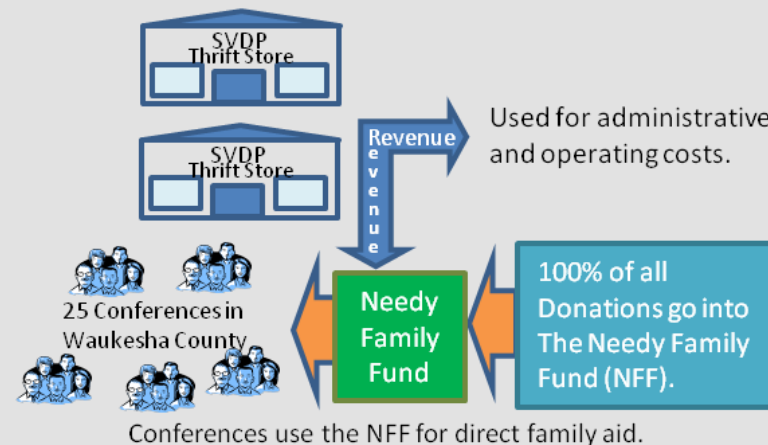 SVDP
Thrift Store
SVDP
Thrift Store
Revenue
evenue
Used for administrative
and operating costs.
25 Conferences in
Waukesha County
Needy
Family
Fund
100% of all
Donations go into
The Needy Family
Fund (NFF).
Conferences use the NFF for direct family aid.